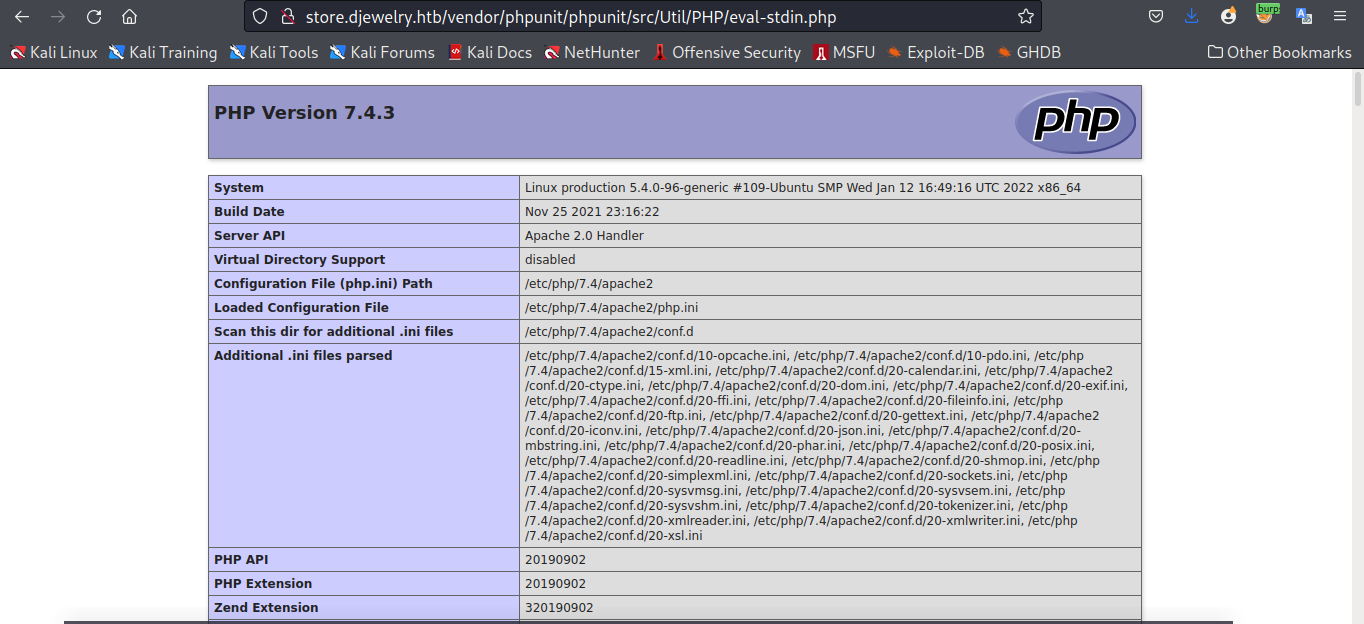 store.djewelry.htb/vendor/phpunit/phpunit/src/Util/PHP/eval-stdin.php
burp
Kali Linux Kali Training Kali Tools Kali Forums Kali Docs NetHunter Offensive Security MSFU Exploit-DB GHDB Other Bookmarks
PHP Version 7.4.3
php
System Linux production 5.4.0-96-generic #109-Ubuntu SMP Wed Jan 12 16:49:16 UTC 2022 x86_64
Build Date Nov 25 2021 23:16:22
Server API Apache 2.0 Handler
Virtual Directory Support disabled
Configuration File (php.ini) Path /etc/php/7.4/apache2
Loaded Configuration File /etc/php/7.4/apache2/php.ini
Scan this dir for additional .ini files /etc/php/7.4/apache2/conf.d
Additional .ini files parsed /etc/php/7.4/apache2/conf.d/10-opcache.ini, /etc/php/7.4/apache2/conf.d/10-pdo.ini, /etc/php
/7.4/apache2/conf.d/15-xml.ini, /etc/php/7.4/apache2/conf.d/20-calendar.ini, /etc/php/7.4/apache2
/conf.d/20-ctype.ini, /etc/php/7.4/apache2/conf.d/20-dom.ini, /etc/php/7.4/apache2/conf.d/20-exif.ini,
/etc/php/7.4/apache2/conf.d/20-ffi.ini, /etc/php/7.4/apache2/conf.d/20-fileinfo.ini, /etc/php
/7.4/apache2/conf.d/20-ftp.ini, /etc/php/7.4/apache2/conf.d/20-gettext.ini, /etc/php/7.4/apache2
/conf.d/20-iconv.ini, /etc/php/7.4/apache2/conf.d/20-json.ini, /etc/php/7.4/apache2/conf.d/20-
mbstring.ini, /etc/php/7.4/apache2/conf.d/20-phar.ini, /etc/php/7.4/apache2/conf.d/20-posix.ini,
/etc/php/7.4/apache2/conf.d/20-readline.ini, /etc/php/7.4/apache2/conf.d/20-shmop.ini, /etc/php
/7.4/apache2/conf.d/20-simplexml.ini, /etc/php/7.4/apache2/conf.d/20-sockets.ini, /etc/php
/7.4/apache2/conf.d/20-sysvmsg.ini, /etc/php/7.4/apache2/conf.d/20-sysvsem.ini, /etc/php
/7.4/apache2/conf.d/20-sysvshm.ini, /etc/php/7.4/apache2/conf.d/20-tokenizer.ini, /etc/php
/7.4/apache2/conf.d/20-xmlreader.ini, /etc/php/7.4/apache2/conf.d/20-xmlwriter.ini, /etc/php
/7.4/apache2/conf.d/20-xsl.ini
PHP API 20190902
PHP Extension 20190902
Zend Extension 320190902